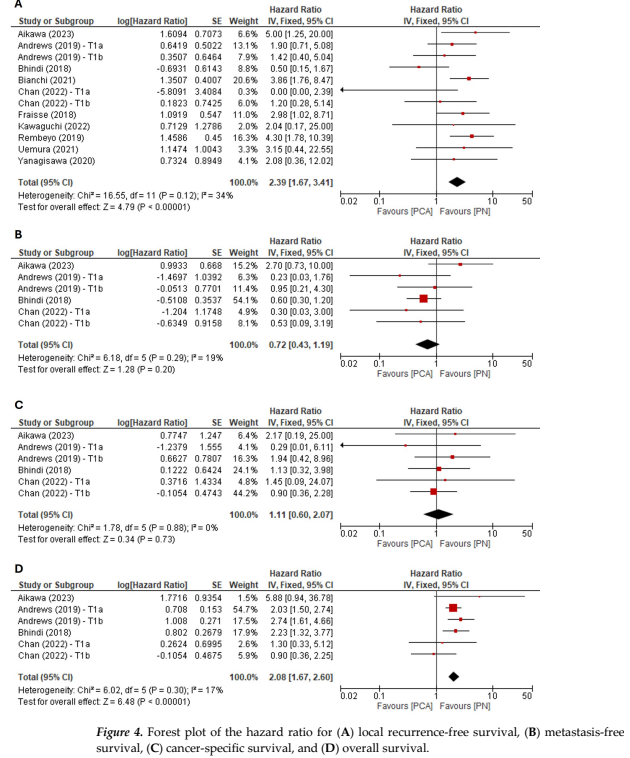 A
Hazard Ratio Hazard Ratio
Study or Subgroup log[Hazard Ratio] SE Weight IV, Fixed, 95% CI IV, Fixed, 95% CI
Aikawa (2023) 1.6094 0.7073 6.6% 5.00 [1.25, 20.00]
Andrews (2019) - T1a 0.6419 0.5022 13.1% 1.90 [0.71, 5.08]
Andrews (2019) - T1b 0.3507 0.6464 7.9% 1.42 [0.40, 5.04]
Bhindi (2018) -0.6931 0.6143 8.8% 0.50 [0.15, 1.67]
Bianchi (2021) 1.3507 0.4007 20.6% 3.86 [1.76, 8.47]
Chan (2022) - T1a -5.8091 3.4084 0.3% 0.00 [0.00, 2.39]
Chan (2022) - T1b 0.1823 0.7425 6.0% 1.20 [0.28, 5.14]
Fraisse (2018) 1.0919 0.547 11.0% 2.98 [1.02, 8.71]
Kawaguchi (2022) 0.7129 1.2786 2.0% 2.04 [0.17, 25.00]
Rembeyo (2019) 1.4586 0.45 16.3% 4.30 [1.78, 10.39]
Uemura (2021) 1.1474 1.0043 3.3% 3.15 [0.44, 22.55]
Yanagisawa (2020) 0.7324 0.8949 4.1% 2.08 [0.36, 12.02]
Total (95% CI) 100.0% 2.39 [1.67, 3.41]
Heterogeneity: Chi² = 16.55, df = 11 (P = 0.12); I² = 34%
Test for overall effect: Z = 4.79 (P < 0.00001)
0.02 0.1 1 10 50
Favours [PCA] Favours [PN]
B
Hazard Ratio Hazard Ratio
Study or Subgroup log[Hazard Ratio] SE Weight IV, Fixed, 95% CI IV, Fixed, 95% CI
Aikawa (2023) 0.9933 0.668 15.2% 2.70 [0.73, 10.00]
Andrews (2019) - T1a -1.4697 1.0392 6.3% 0.23 [0.03, 1.76]
Andrews (2019) - T1b -0.0513 0.7701 11.4% 0.95 [0.21, 4.30]
Bhindi (2018) -0.5108 0.3537 54.1% 0.60 [0.30, 1.20]
Chan (2022) - T1a -1.204 1.1748 4.9% 0.30 [0.03, 3.00]
Chan (2022) - T1b -0.6349 0.9158 8.1% 0.53 [0.09, 3.19]
Total (95% CI) 100.0% 0.72 [0.43, 1.19]
Heterogeneity: Chi² = 6.18, df = 5 (P = 0.29); I² = 19%
Test for overall effect: Z = 1.28 (P = 0.20)
0.02 0.1 1 10 50
Favours [PCA] Favours [PN]
C
Hazard Ratio Hazard Ratio
Study or Subgroup log[Hazard Ratio] SE Weight IV, Fixed, 95% CI IV, Fixed, 95% CI
Aikawa (2023) 0.7747 1.247 6.4% 2.17 [0.19, 25.00]
Andrews (2019) - T1a -1.2379 1.555 4.1% 0.29 [0.01, 6.11]
Andrews (2019) - T1b 0.6627 0.7807 16.3% 1.94 [0.42, 8.96]
Bhindi (2018) 0.1222 0.6424 24.1% 1.13 [0.32, 3.98]
Chan (2022) - T1a 0.3716 1.4334 4.8% 1.45 [0.09, 24.07]
Chan (2022) - T1b -0.1054 0.4743 44.2% 0.90 [0.36, 2.28]
Total (95% CI) 100.0% 1.11 [0.60, 2.07]
Heterogeneity: Chi² = 1.78, df = 5 (P = 0.88); I² = 0%
Test for overall effect: Z = 0.34 (P = 0.73)
0.02 0.1 1 10 50
Favours [PCA] Favours [PN]
D
Hazard Ratio Hazard Ratio
Study or Subgroup log[Hazard Ratio] SE Weight IV, Fixed, 95% CI IV, Fixed, 95% CI
Aikawa (2023) 1.7716 0.9354 1.5% 5.88 [0.94, 36.78]
Andrews (2019) - T1a 0.708 0.153 54.7% 2.03 [1.50, 2.74]
Andrews (2019) - T1b 1.008 0.271 17.4% 2.74 [1.61, 4.66]
Bhindi (2018) 0.802 0.2679 17.9% 2.23 [1.32, 3.77]
Chan (2022) - T1a 0.2624 0.6995 2.6% 1.30 [0.33, 5.12]
Chan (2022) - T1b -0.1054 0.4675 5.9% 0.90 [0.36, 2.25]
Total (95% CI) 100.0% 2.08 [1.67, 2.60]
Heterogeneity: Chi² = 6.02, df = 5 (P = 0.30); I² = 17%
Test for overall effect: Z = 6.48 (P < 0.00001)
0.02 0.1 1 10 50
Favours [PCA] Favours [PN]
Figure 4. Forest plot of the hazard ratio for (A) local recurrence-free survival, (B) metastasis-free
survival, (C) cancer-specific survival, and (D) overall survival.